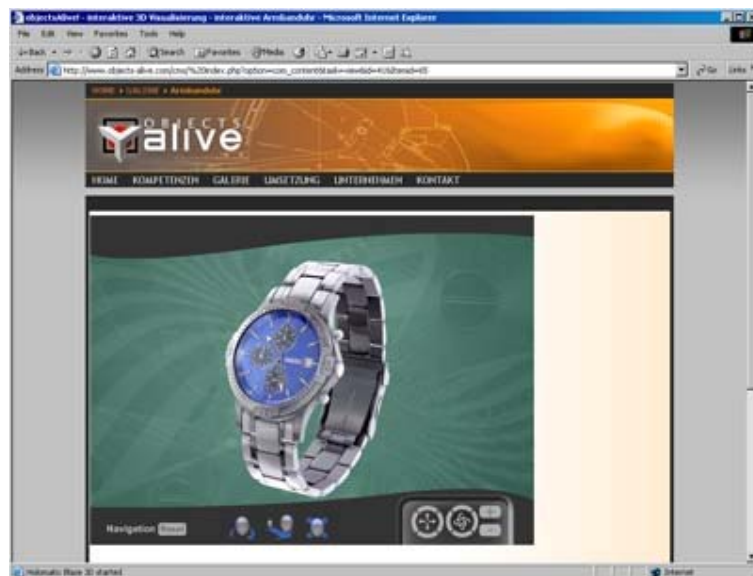 objectsAlive! - interaktive 3D Visualisierung - interaktive Armbanduhr - Microsoft Internet Explorer
File Edit View Favorites Tools Help
Back Search Favorites Media
Address Go Links
HOME GALERIE Armbanduhr
OBJECTS
alive
HOME KOMPETENZEN GALERIE UMSETZUNG UNTERNEHMEN KONTAKT
Navigation Reset
Holomatic Blaze 3D started Internet